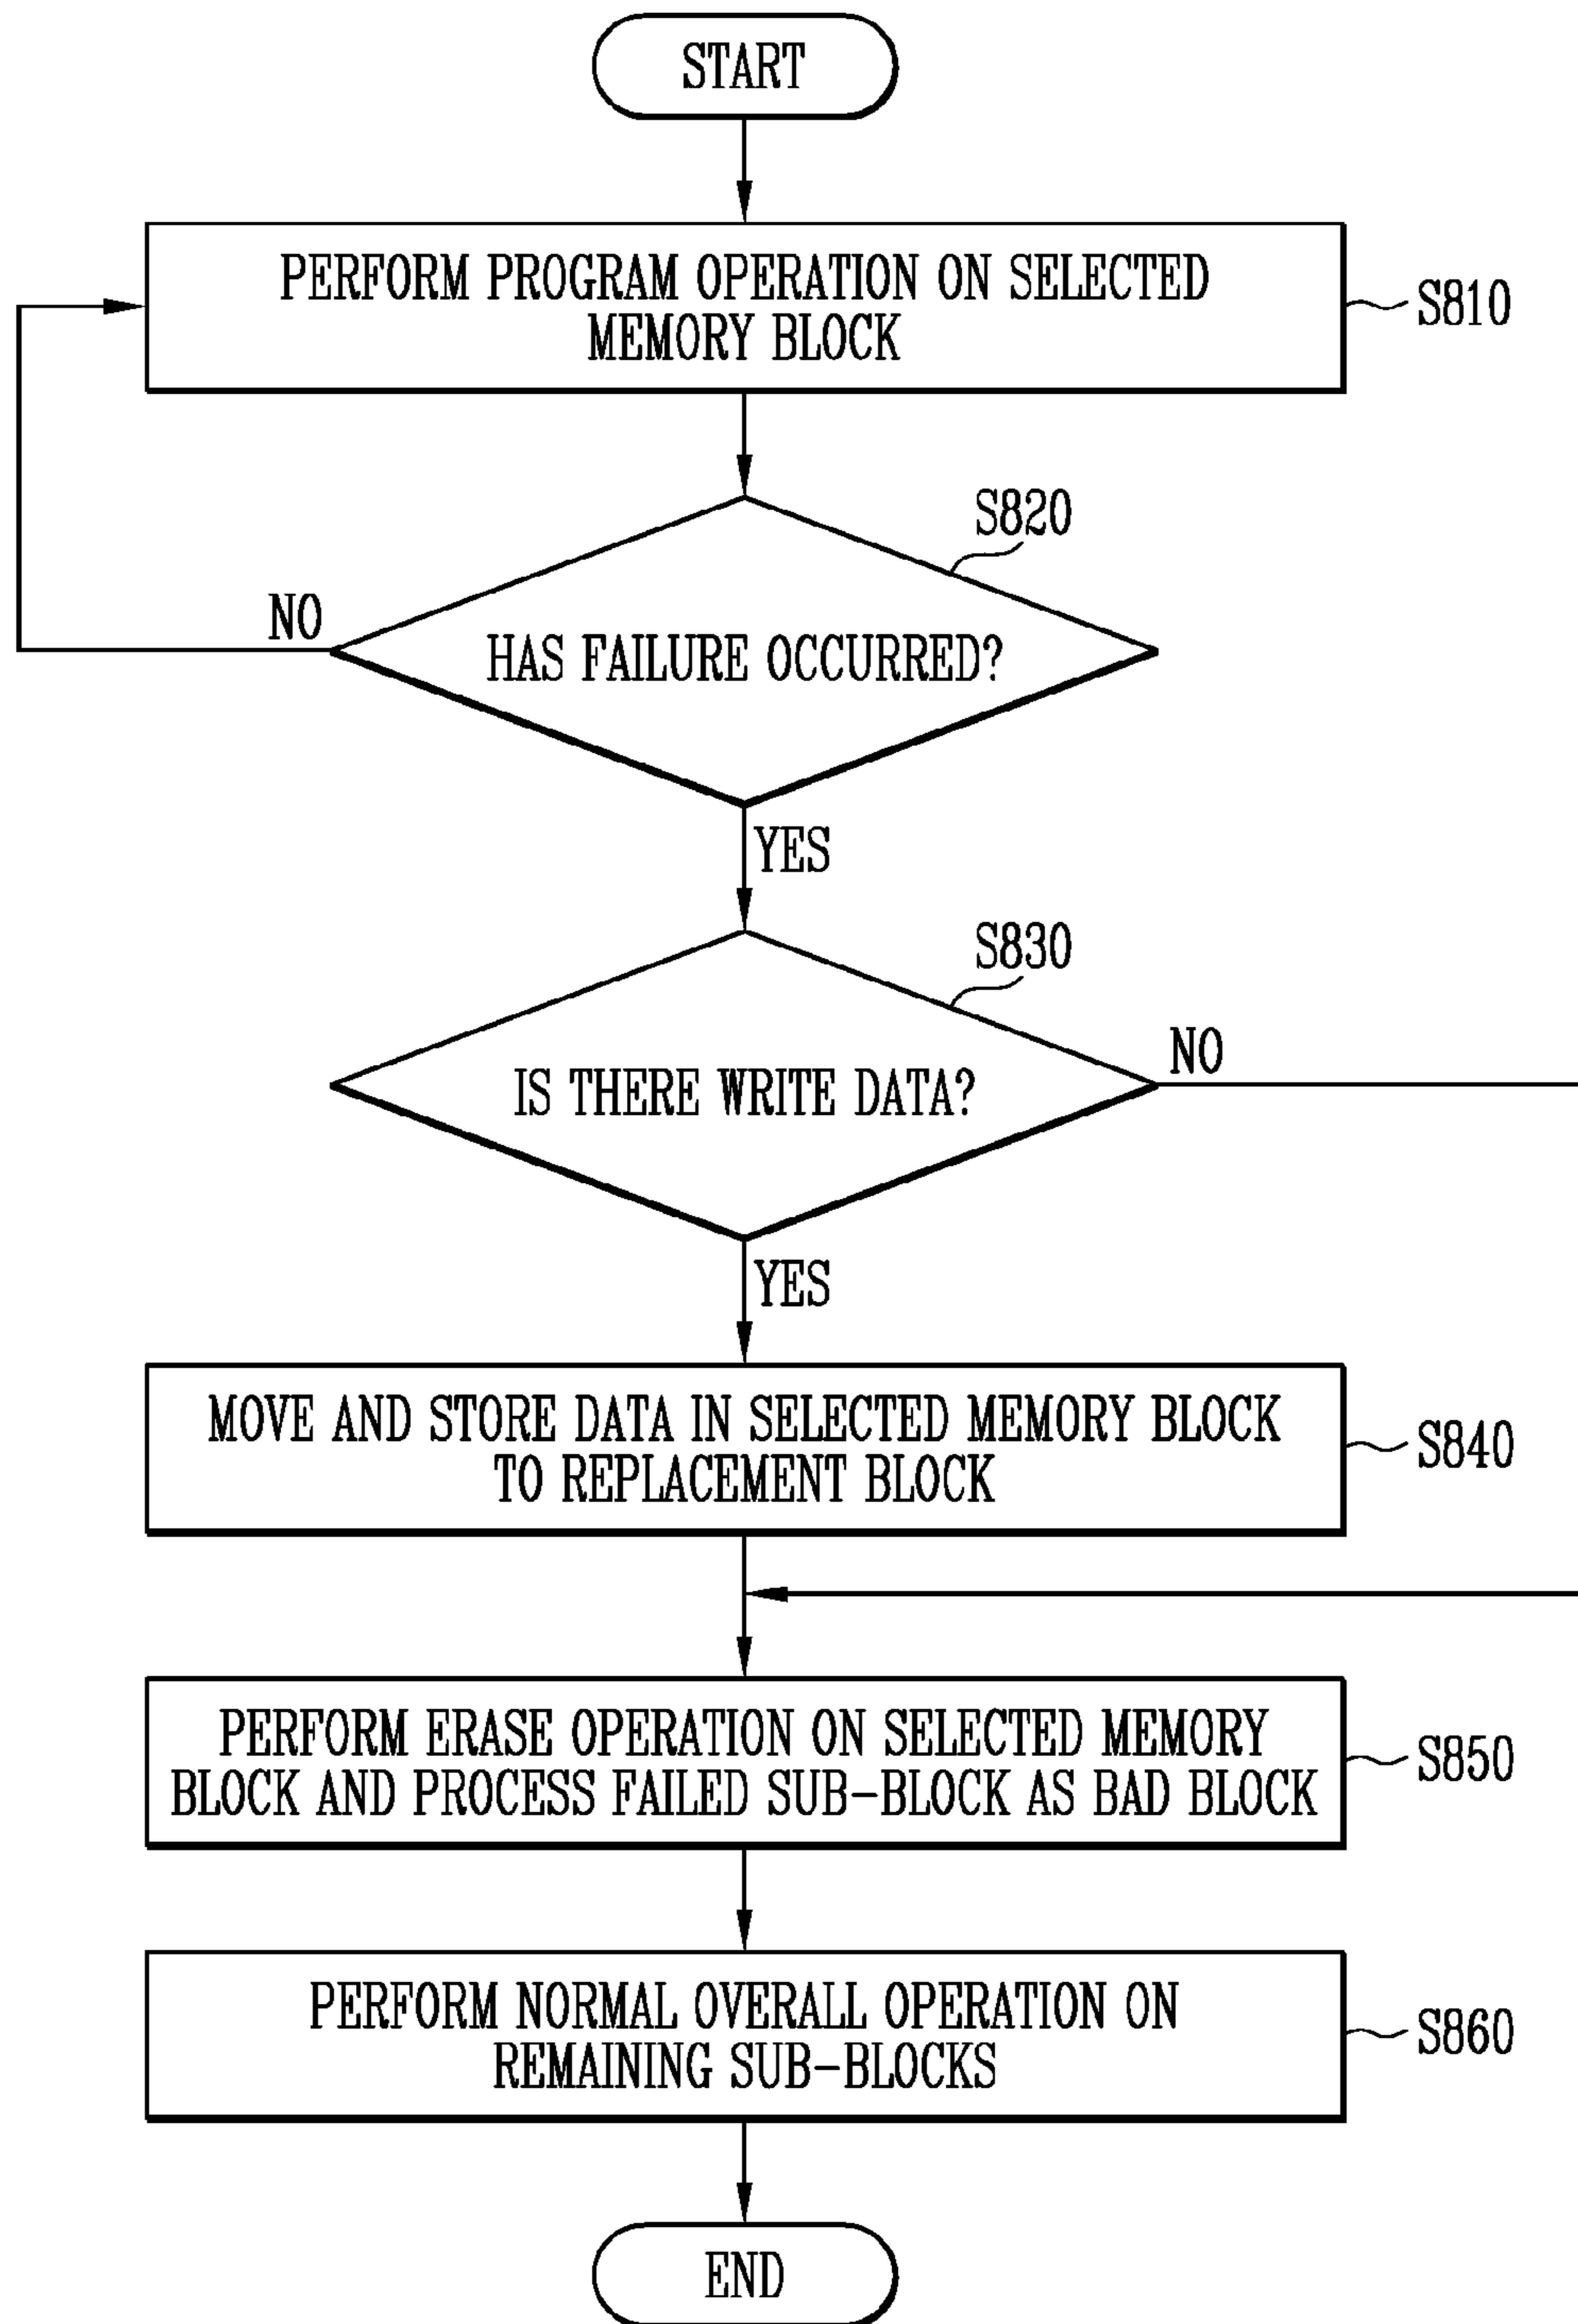 START
PERFORM PROGRAM OPERATION ON SELECTED
MEMORY BLOCK
S810
S820
NO
HAS FAILURE OCCURRED?
YES
S830
NO
IS THERE WRITE DATA?
YES
MOVE AND STORE DATA IN SELECTED MEMORY BLOCK
TO REPLACEMENT BLOCK
S840
PERFORM ERASE OPERATION ON SELECTED MEMORY
BLOCK AND PROCESS FAILED SUB-BLOCK AS BAD BLOCK
S850
PERFORM NORMAL OVERALL OPERATION ON
REMAINING SUB-BLOCKS
S860
END